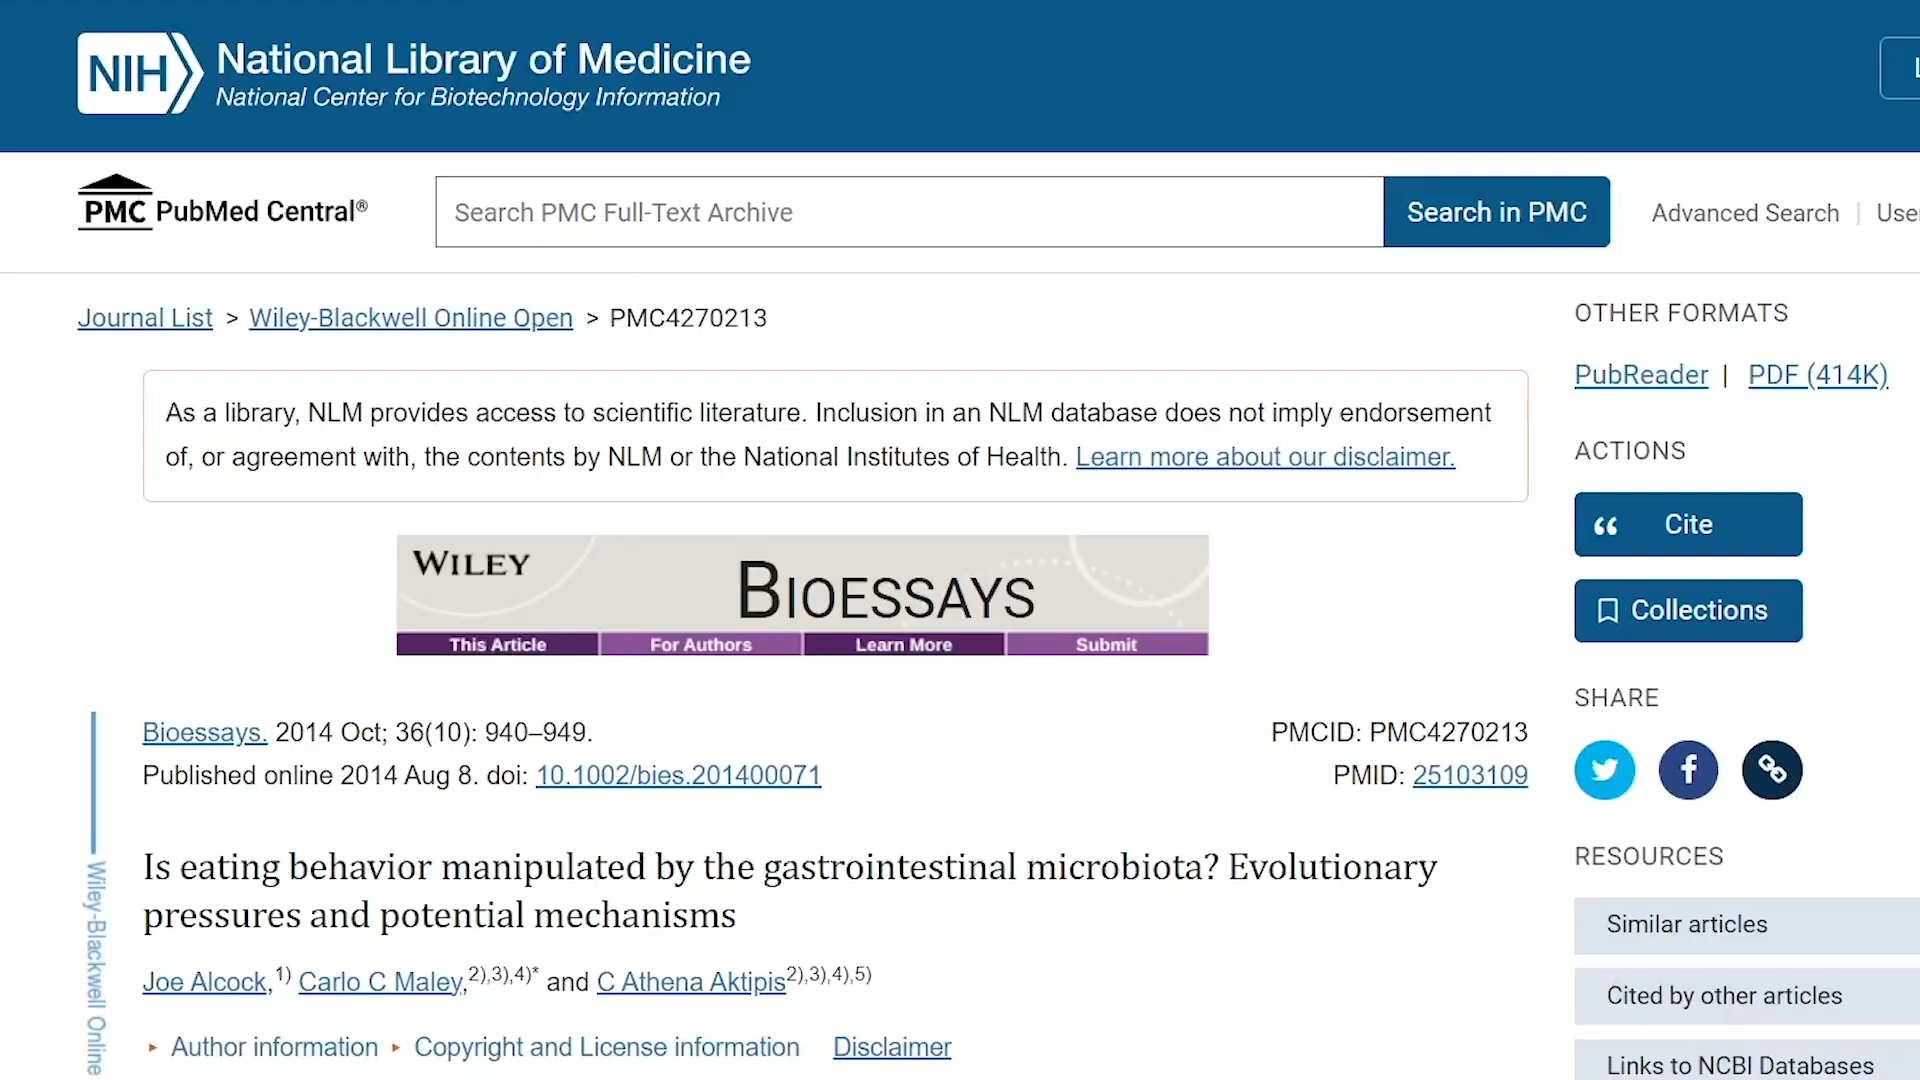 NIH National Library of Medicine
National Center for Biotechnology Information
PMC PubMed Central®
Search PMC Full-Text Archive
Search in PMC
Advanced Search
Journal List > Wiley-Blackwell Online Open > PMC4270213
As a library, NLM provides access to scientific literature. Inclusion in an NLM database does not imply endorsement
of, or agreement with, the contents by NLM or the National Institutes of Health. Learn more about our disclaimer.
WILEY
BIOESSAYS
This Article
For Authors
Learn More
Submit
Bioessays. 2014 Oct; 36(10): 940–949.
PMCID: PMC4270213
Published online 2014 Aug 8. doi: 10.1002/bies.201400071
PMID: 25103109
Is eating behavior manipulated by the gastrointestinal microbiota? Evolutionary
pressures and potential mechanisms
Joe Alcock,1) Carlo C Maley,2),3),4)* and C Athena Aktipis2),3),4),5)
▸ Author information ▸ Copyright and License information Disclaimer
Wiley-Blackwell Online
OTHER FORMATS
PubReader | PDF (414K)
ACTIONS
Cite
Collections
SHARE
RESOURCES
Similar articles
Cited by other articles
Links to NCBI Databases